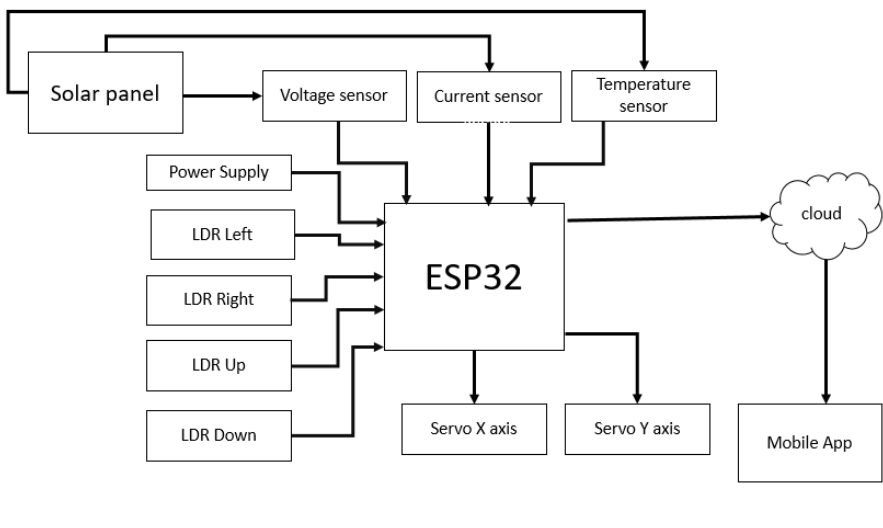 Solar panel
Voltage sensor
Current sensor
Temperature
sensor
Power Supply
LDR Left
LDR Right
LDR Up
LDR Down
ESP32
cloud
Servo X axis
Servo Y axis
Mobile App